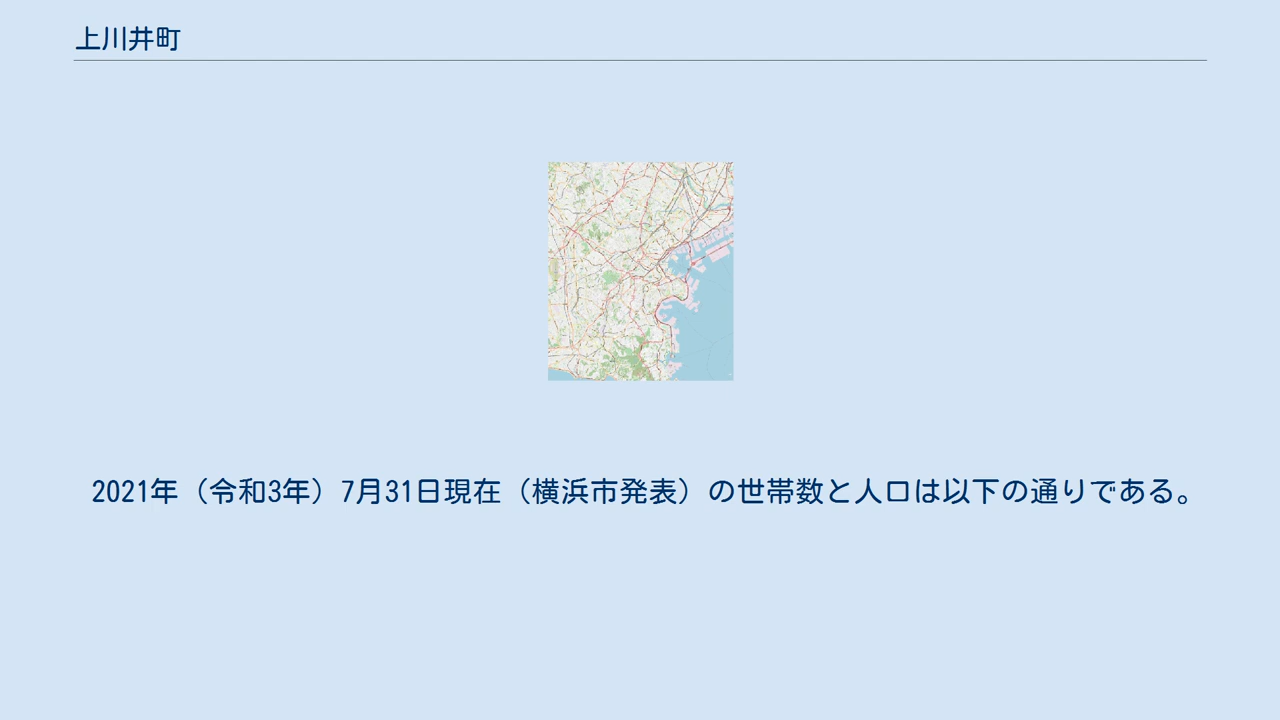 上川井町
2021年（令和3年）7月31日現在（横浜市発表）の世帯数と人口は以下の通りである。